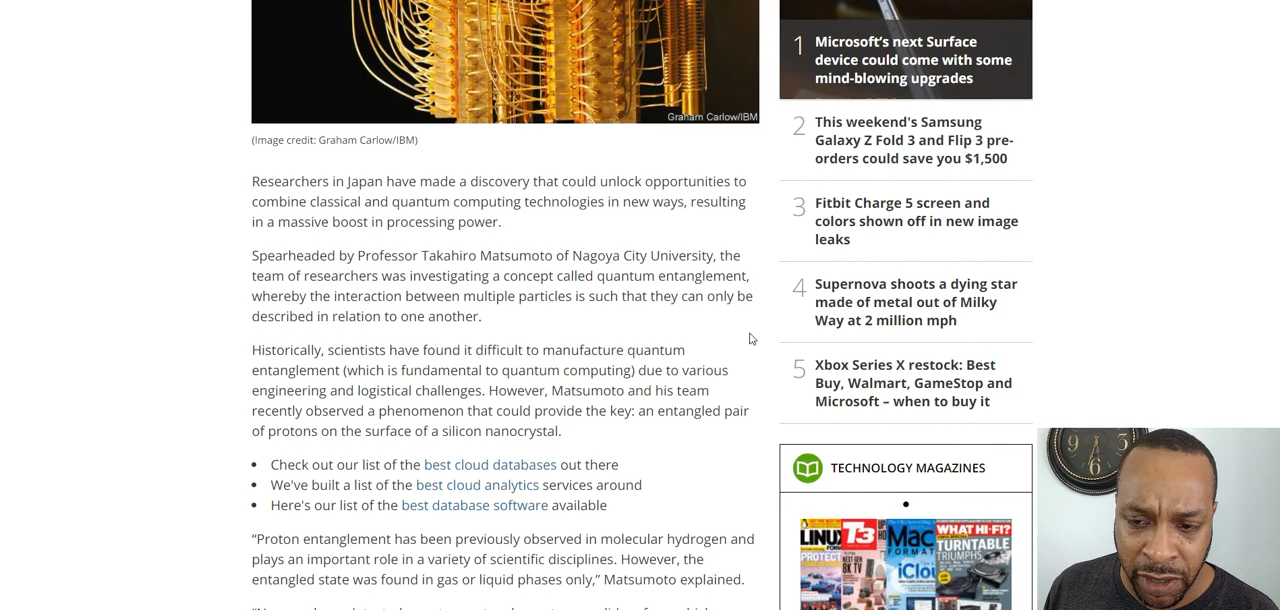 Graham Carlow/IBM
(Image credit: Graham Carlow/IBM)
Researchers in Japan have made a discovery that could unlock opportunities to
combine classical and quantum computing technologies in new ways, resulting
in a massive boost in processing power.
Spearheaded by Professor Takahiro Matsumoto of Nagoya City University, the
team of researchers was investigating a concept called quantum entanglement,
whereby the interaction between multiple particles is such that they can only be
described in relation to one another.
Historically, scientists have found it difficult to manufacture quantum
entanglement (which is fundamental to quantum computing) due to various
engineering and logistical challenges. However, Matsumoto and his team
recently observed a phenomenon that could provide the key: an entangled pair
of protons on the surface of a silicon nanocrystal.
• Check out our list of the best cloud databases out there
• We've built a list of the best cloud analytics services around
• Here's our list of the best database software available
“Proton entanglement has been previously observed in molecular hydrogen and
plays an important role in a variety of scientific disciplines. However, the
entangled state was found in gas or liquid phases only,” Matsumoto explained.
1 Microsoft’s next Surface
device could come with some
mind-blowing upgrades
2 This weekend's Samsung
Galaxy Z Fold 3 and Flip 3 pre-
orders could save you $1,500
3 Fitbit Charge 5 screen and
colors shown off in new image
leaks
4 Supernova shoots a dying star
made of metal out of Milky
Way at 2 million mph
5 Xbox Series X restock: Best
Buy, Walmart, GameStop and
Microsoft – when to buy it
TECHNOLOGY MAGAZINES
LINUX
T3
Mac
FORMAT
iClou
WHAT HI-FI?
TURNTABLE
TRIUMPHS
9
3
6